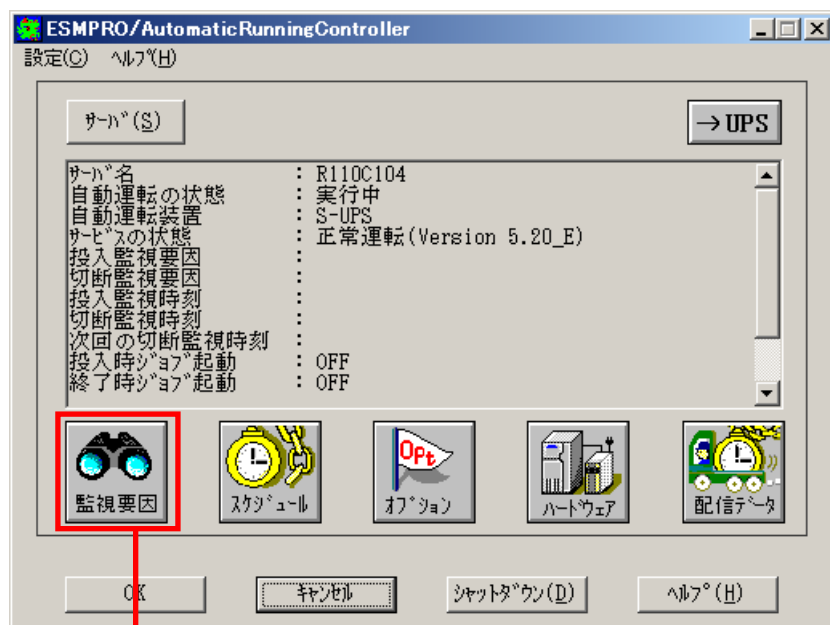 ESMPRO/AutomaticRunningController
設定(C) ヘルプ(H)
サーバ(S)
→UPS
サーバ名 : R110C104
自動運転の状態 : 実行中
自動運転装置 : S-UPS
サービスの状態 : 正常運転(Version 5.20_E)
投入監視要因 :
切断監視要因 :
投入監視時刻 :
切断監視時刻 :
次回の切断監視時刻 :
投入時ジョブ起動 : OFF
終了時ジョブ起動 : OFF
Opt
監視要因 スケジュール オプション ハードウェア 配信データ
OK キャンセル シャットダウン(D) ヘルプ(H)